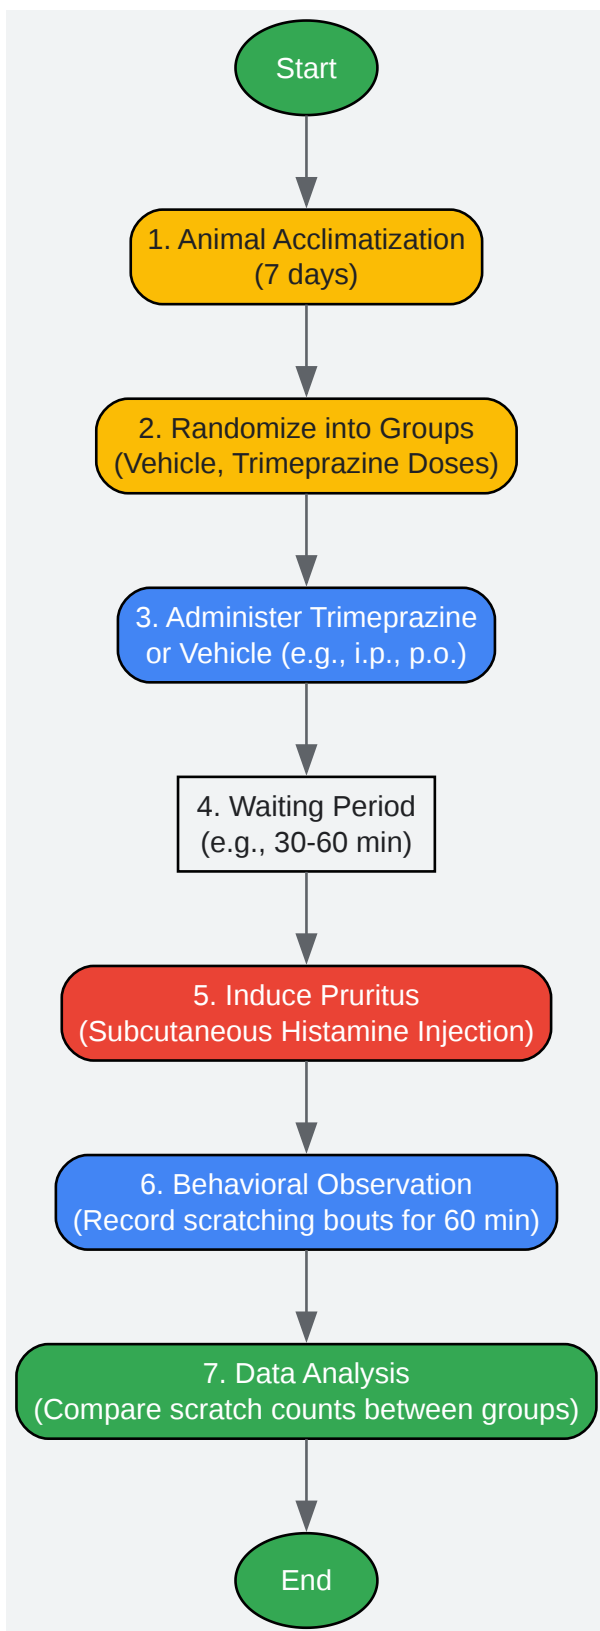 Start
1. Animal Acclimatization
(7 days)
2. Randomize into Groups
(Vehicle, Trimeprazine Doses)
3. Administer Trimeprazine
or Vehicle (e.g., i.p., p.o.)
4. Waiting Period
(e.g., 30-60 min)
5. Induce Pruritus
(Subcutaneous Histamine Injection)
6. Behavioral Observation
(Record scratching bouts for 60 min)
7. Data Analysis
(Compare scratch counts between groups)
End